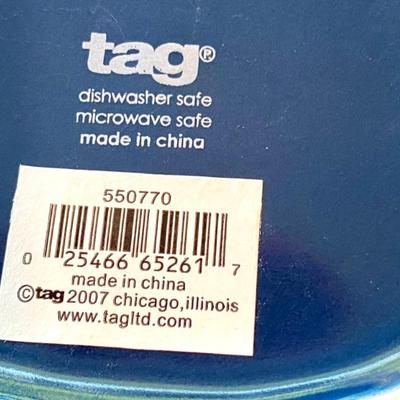 tag®
dishwasher safe
microwave safe
made in china
550770
0 25466 65261 7
made in china
©tag 2007 chicago,illinois
www.tagltd.com